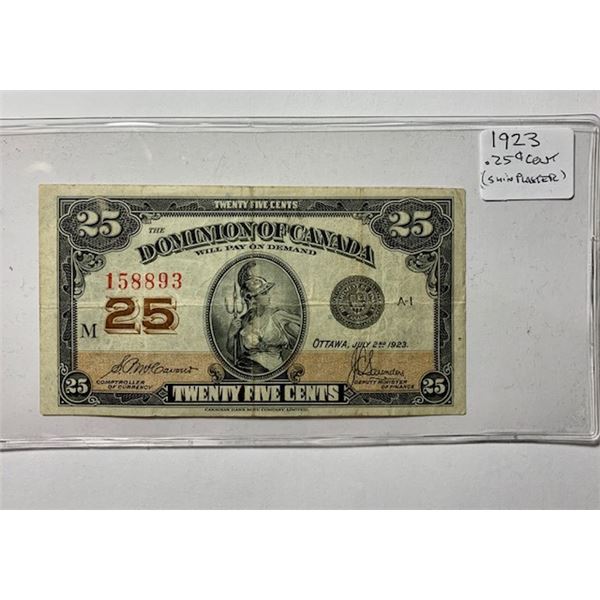 1923
.25¢ CENT
(SHINPLASTER)
TWENTY FIVE CENTS
25 25
THE DOMINION OF CANADA
WILL PAY ON DEMAND
158893
M 25
A-1
OTTAWA, JULY 2ND 1923.
COMPTROLLER OF CURRENCY
DEPUTY MINISTER OF FINANCE
25 TWENTY FIVE CENTS 25
CANADIAN BANK NOTE COMPANY, LIMITED.